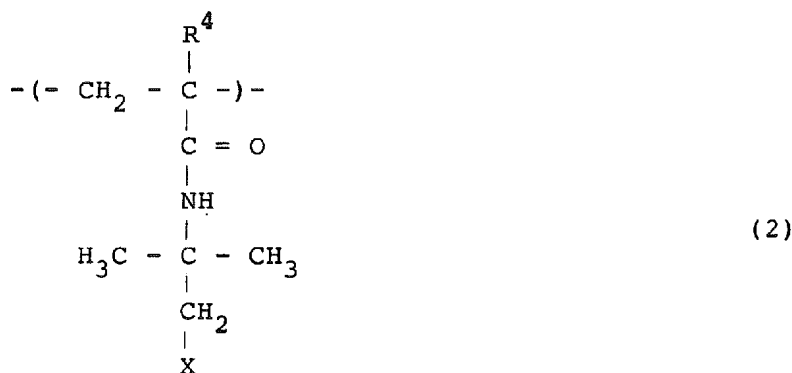 R⁴
|
-(- CH₂ - C -)-
|
C = O
|
NH
|
H₃C - C - CH₃
|
CH₂
|
X
(2)